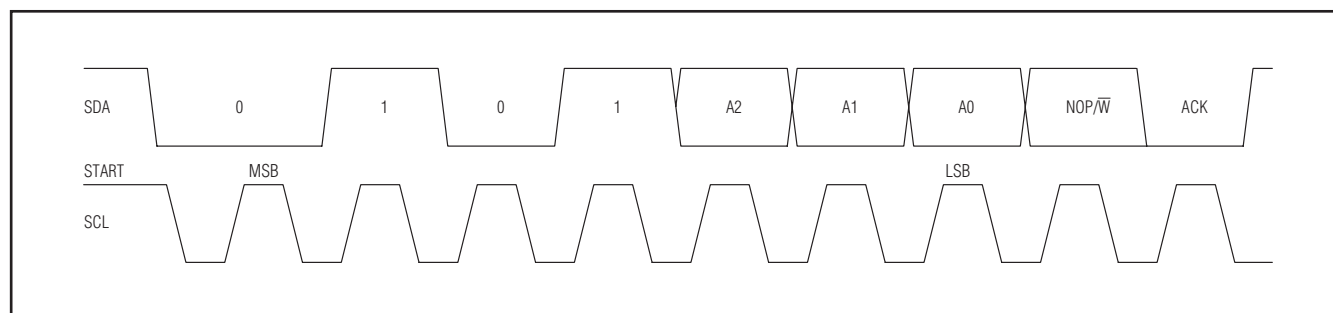 SDA 0 1 0 1 A2 A1 A0 NOP/W̅ ACK
START MSB LSB
SCL